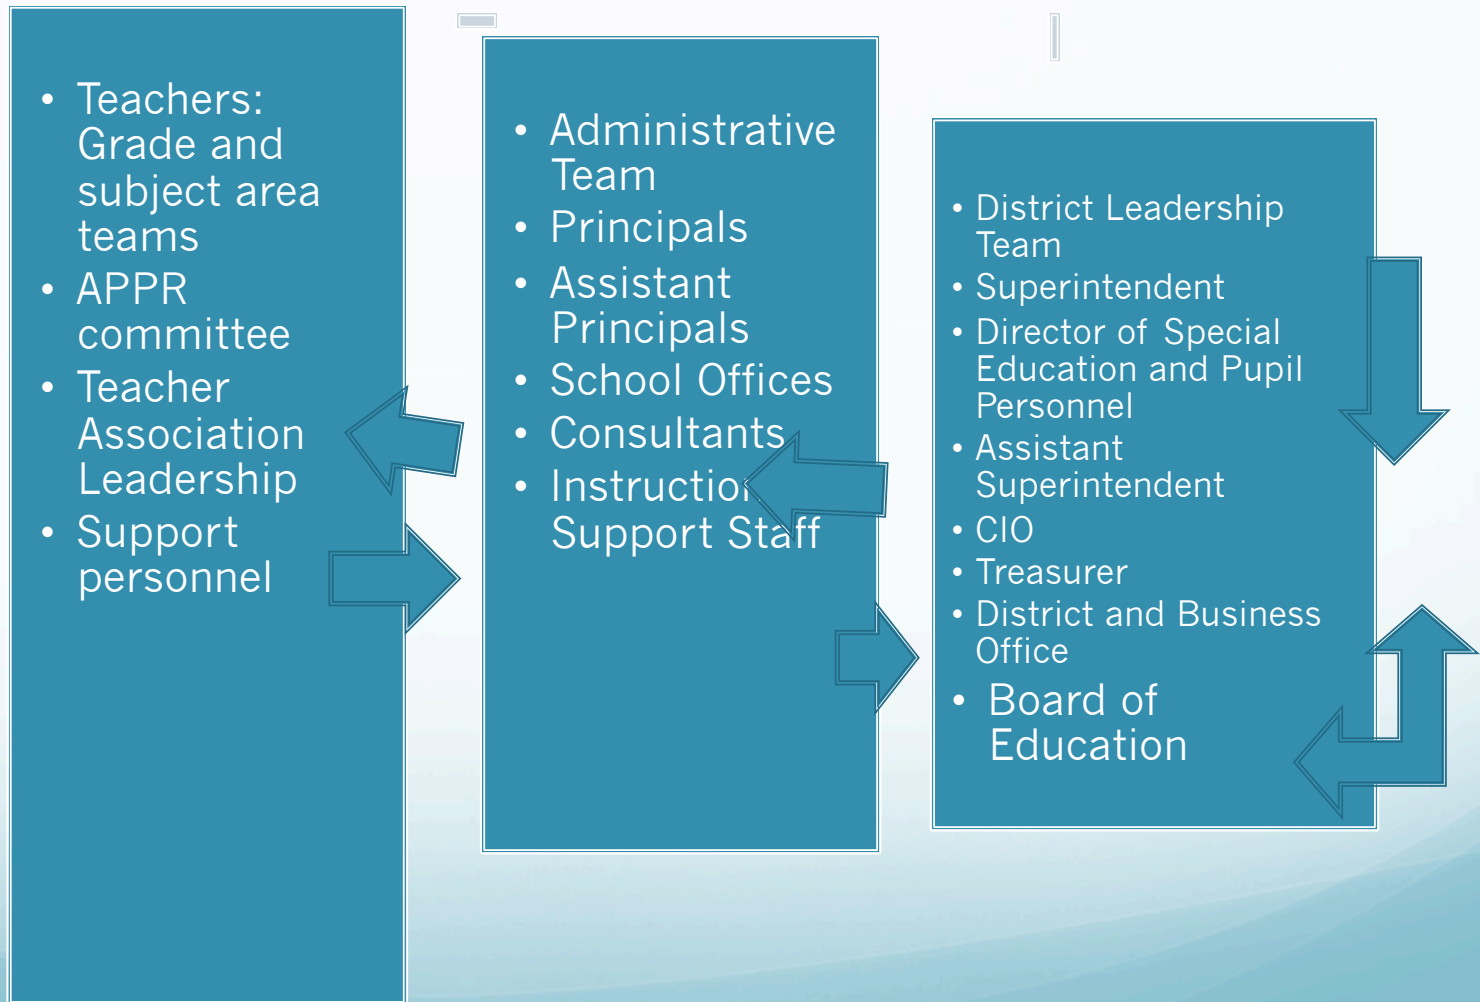 • Teachers:
Grade and
subject area
teams
• APPR
committee
• Teacher
Association
Leadership
• Support
personnel
• Administrative
Team
• Principals
• Assistant
Principals
• School Offices
• Consultants
•
Support Staff
• District Leadership
Team
• Superintendent
• Director of Special
Education and Pupil
Personnel
• Assistant
Superintendent
• CIO
• Treasurer
• District and Business
Office
• Board of
Education